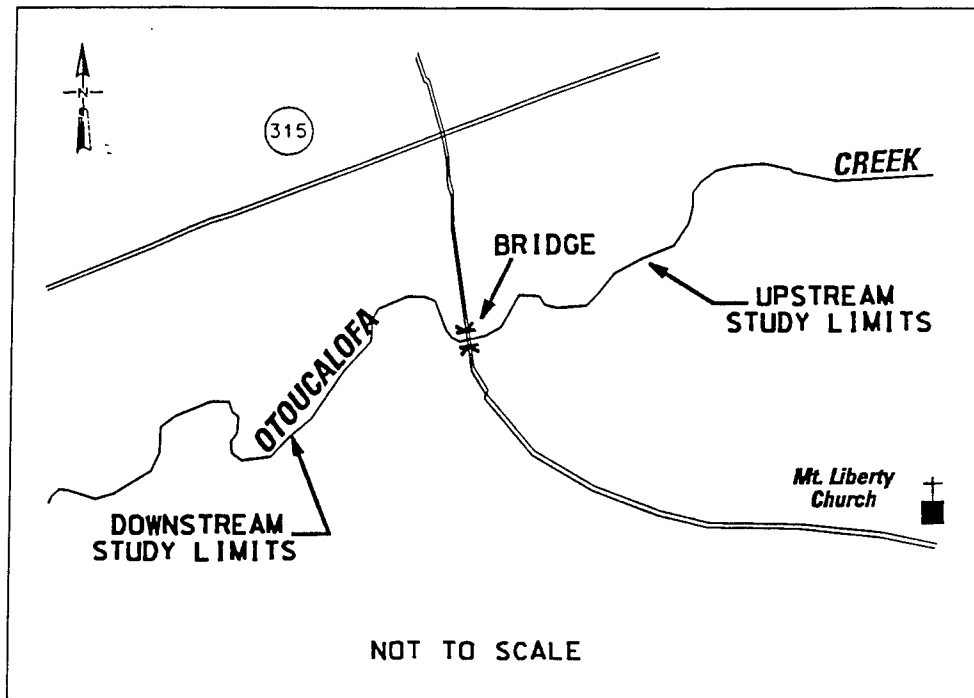 N
315
CREEK
BRIDGE
UPSTREAM
STUDY LIMITS
OTOUCALOFA
Mt. Liberty
Church
DOWNSTREAM
STUDY LIMITS
NOT TO SCALE